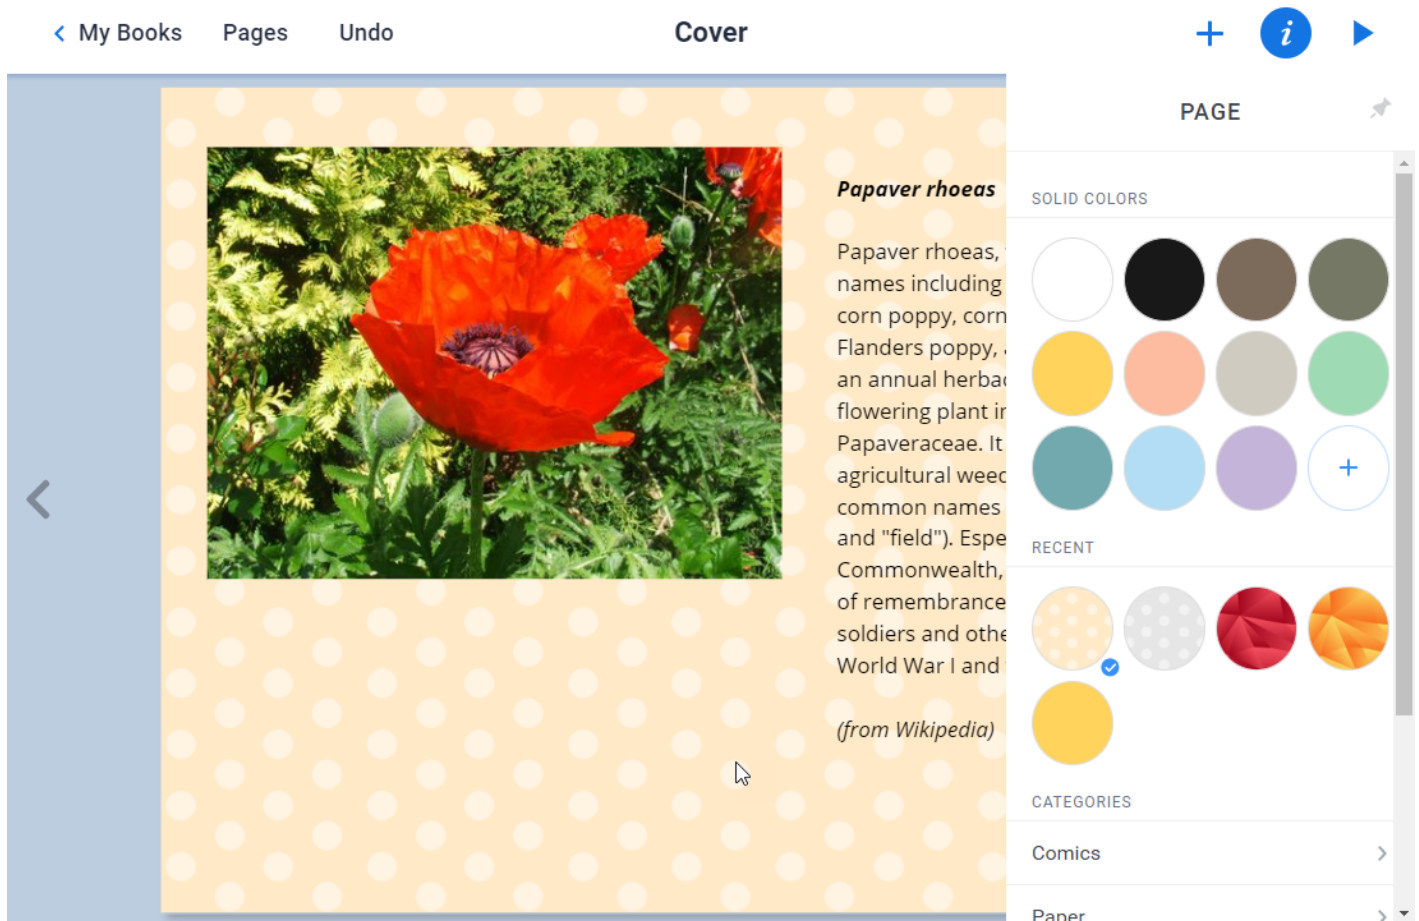 My Books Pages Undo Cover
PAGE
SOLID COLORS
RECENT
CATEGORIES
Comics
Paper
Papaver rhoeas
Papaver rhoeas,
names including
corn poppy, corn
Flanders poppy,
an annual herbac
flowering plant in
Papaveraceae. It
agricultural weed
common names
and "field"). Espe
Commonwealth,
of remembrance
soldiers and othe
World War I and
(from Wikipedia)